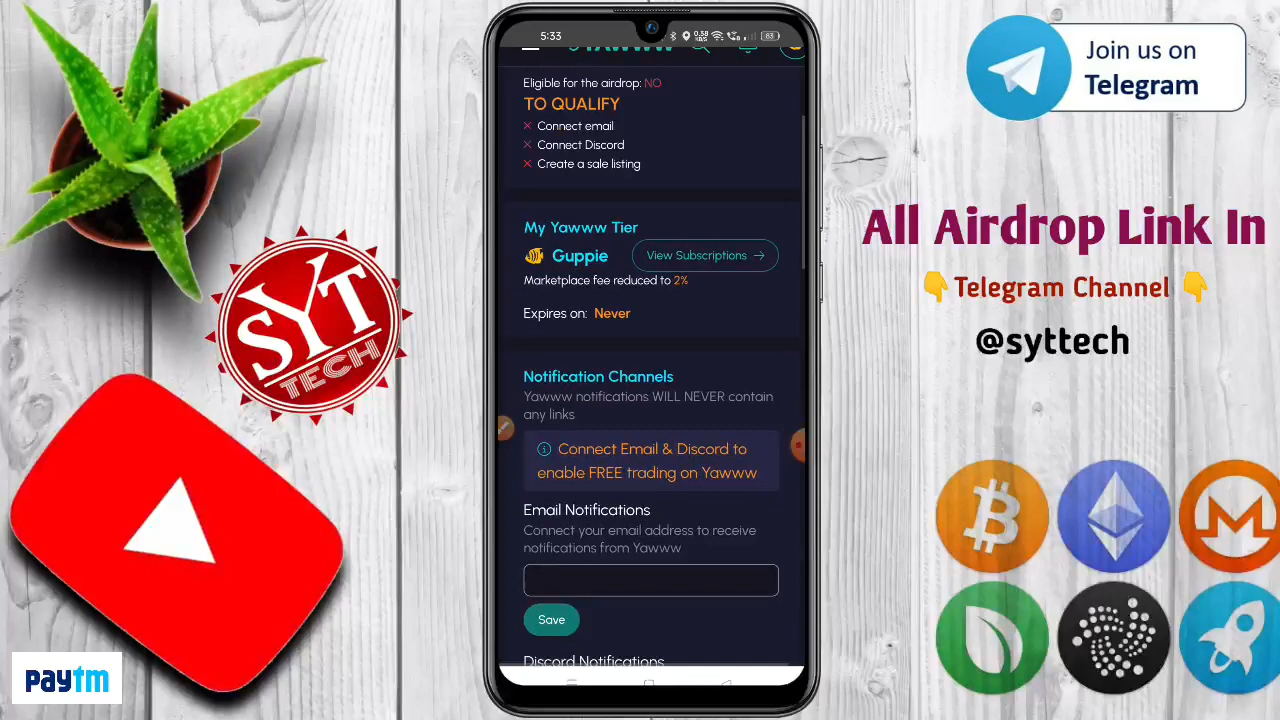 5:33
0.38
KB/S
83
Eligible for the airdrop: NO
TO QUALIFY
× Connect email
× Connect Discord
× Create a sale listing
My Yawww Tier
Guppie
View Subscriptions →
Marketplace fee reduced to 2%
Expires on: Never
Notification Channels
Yawww notifications WILL NEVER contain
any links
Connect Email & Discord to
enable FREE trading on Yawww
Email Notifications
Connect your email address to receive
notifications from Yawww
Save
Discord Notifications
SYT
TECH
paytm
Join us on
Telegram
All Airdrop Link In
👇Telegram Channel 👇
@syttech